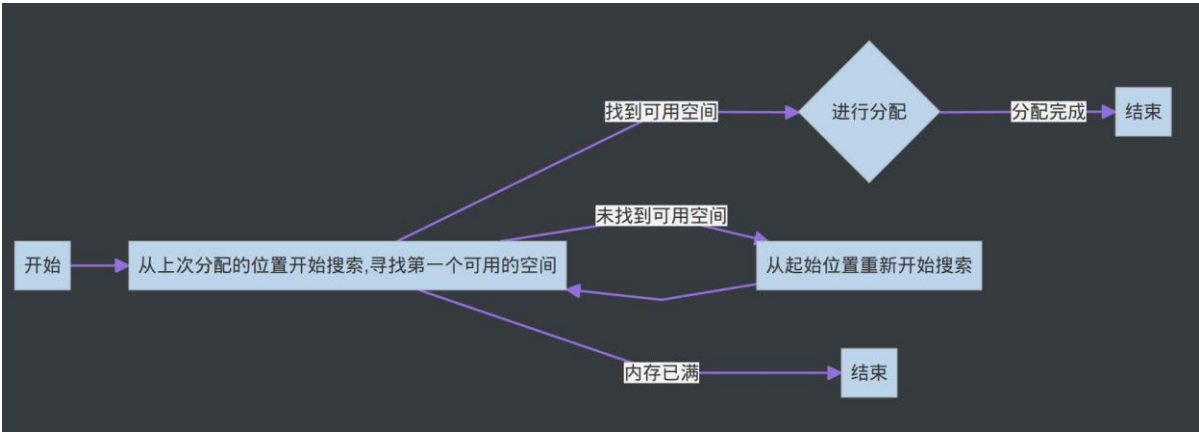 找到可用空间
进行分配
分配完成
结束
未找到可用空间
开始
从上次分配的位置开始搜索,寻找第一个可用的空间
从起始位置重新开始搜索
内存已满
结束